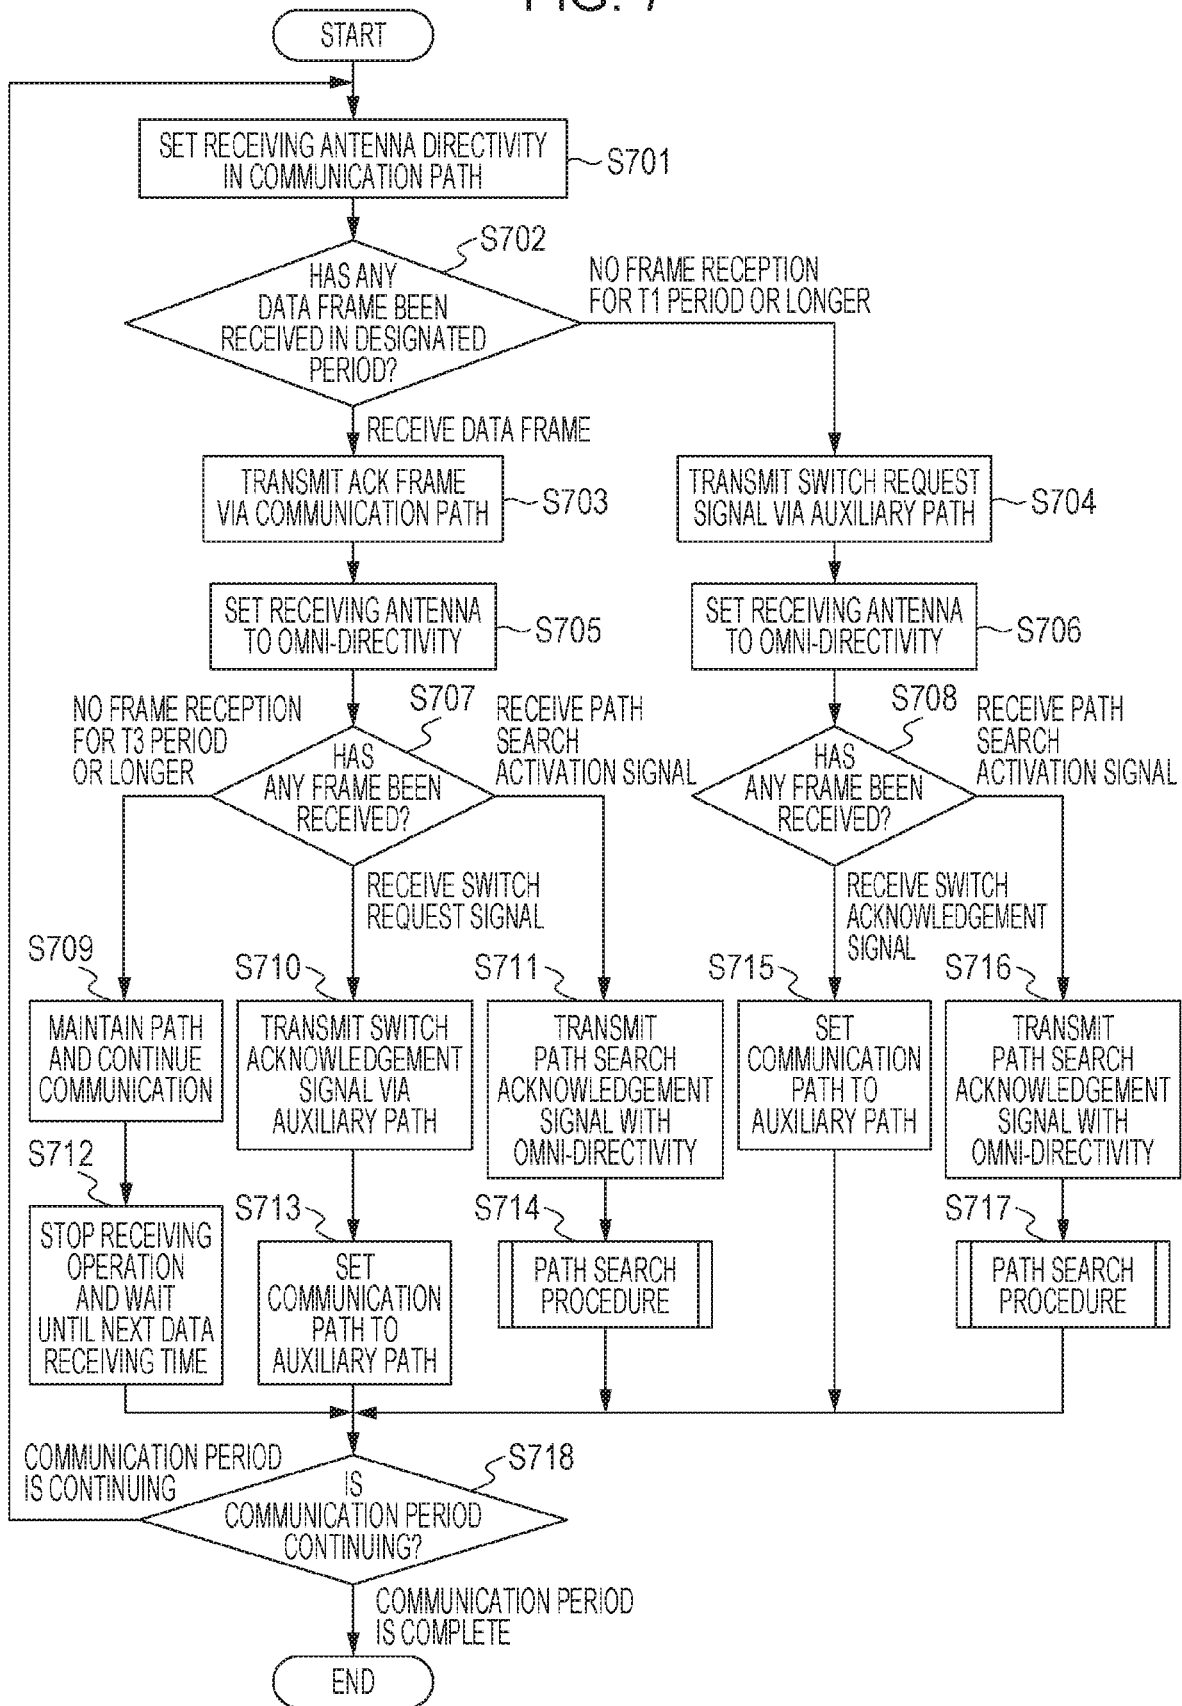 FIG. 7
START
SET RECEIVING ANTENNA DIRECTIVITY
IN COMMUNICATION PATH
S701
S702
HAS ANY
DATA FRAME BEEN
RECEIVED IN DESIGNATED
PERIOD?
NO FRAME RECEPTION
FOR T1 PERIOD OR LONGER
RECEIVE DATA FRAME
TRANSMIT ACK FRAME
VIA COMMUNICATION PATH
S703
TRANSMIT SWITCH REQUEST
SIGNAL VIA AUXILIARY PATH
S704
SET RECEIVING ANTENNA
TO OMNI-DIRECTIVITY
S705
SET RECEIVING ANTENNA
TO OMNI-DIRECTIVITY
S706
NO FRAME RECEPTION
FOR T3 PERIOD
OR LONGER
S707
HAS
ANY FRAME BEEN
RECEIVED?
RECEIVE PATH
SEARCH
ACTIVATION SIGNAL
S708
HAS
ANY FRAME BEEN
RECEIVED?
RECEIVE PATH
SEARCH
ACTIVATION SIGNAL
RECEIVE SWITCH
REQUEST SIGNAL
RECEIVE SWITCH
ACKNOWLEDGEMENT
SIGNAL
S709
MAINTAIN PATH
AND CONTINUE
COMMUNICATION
S710
TRANSMIT SWITCH
ACKNOWLEDGEMENT
SIGNAL VIA
AUXILIARY PATH
S711
TRANSMIT
PATH SEARCH
ACKNOWLEDGEMENT
SIGNAL WITH
OMNI-DIRECTIVITY
S715
SET
COMMUNICATION
PATH TO
AUXILIARY PATH
S716
TRANSMIT
PATH SEARCH
ACKNOWLEDGEMENT
SIGNAL WITH
OMNI-DIRECTIVITY
S712
STOP RECEIVING
OPERATION
AND WAIT
UNTIL NEXT DATA
RECEIVING TIME
S713
SET
COMMUNICATION
PATH TO
AUXILIARY PATH
S714
PATH SEARCH
PROCEDURE
S717
PATH SEARCH
PROCEDURE
COMMUNICATION PERIOD
IS CONTINUING
S718
IS
COMMUNICATION PERIOD
CONTINUING?
COMMUNICATION PERIOD
IS COMPLETE
END